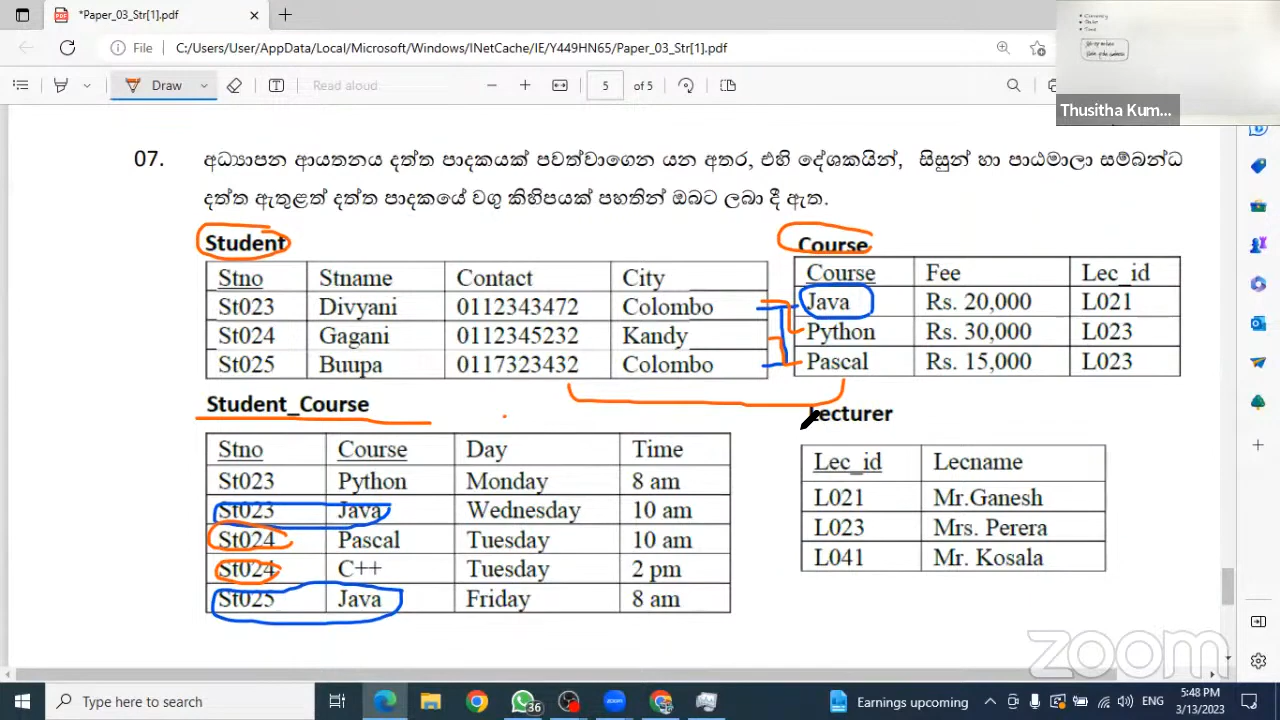 *Paper_03_Str[1].pdf
File C:/Users/User/AppData/Local/Microsoft/Windows/INetCache/IE/Y449HN65/Paper_03_Str[1].pdf
Draw Read aloud 5 of 5
Thusitha Kum...
07. අධ්‍යාපන ආයතනය දත්ත පාදකයක් පවත්වාගෙන යන අතර, එහි දේශකයින්, සිසුන් හා පාඨමාලා සම්බන්ධ
දත්ත ඇතුළත් දත්ත පාදකයේ වගු කිහිපයක් පහතින් ඔබට ලබා දී ඇත.
Student
Stno Stname Contact City
St023 Divyani 0112343472 Colombo
St024 Gagani 0112345232 Kandy
St025 Buupa 0117323432 Colombo
Course
Course Fee Lec_id
Java Rs. 20,000 L021
Python Rs. 30,000 L023
Pascal Rs. 15,000 L023
Student_Course
Stno Course Day Time
St023 Python Monday 8 am
St023 Java Wednesday 10 am
St024 Pascal Tuesday 10 am
St024 C++ Tuesday 2 pm
St025 Java Friday 8 am
Lecturer
Lec_id Lecname
L021 Mr.Ganesh
L023 Mrs. Perera
L041 Mr. Kosala
zoom
Type here to search
36
zoom
Earnings upcoming
ENG
5:48 PM
3/13/2023